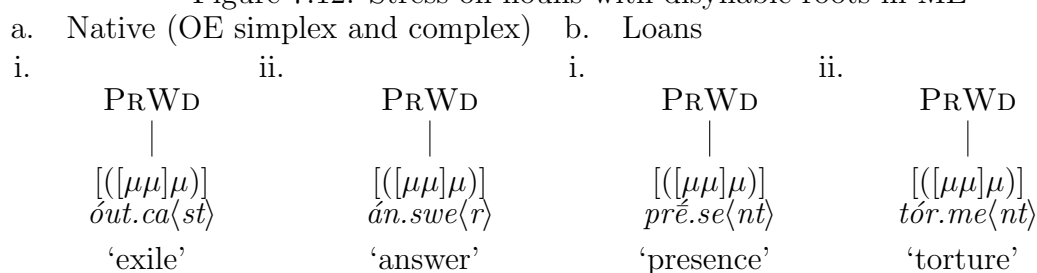 Figure 7.12: Stress on nouns with disyllabic roots in ME
a. Native (OE simplex and complex) b. Loans
i. ii. i. ii.
PRWD PRWD PRWD PRWD
[([μμ]μ)] [([μμ]μ)] [([μμ]μ)] [([μμ]μ)]
óut.ca⟨st⟩ án.swe⟨r⟩ prḗ.se⟨nt⟩ tór.me⟨nt⟩
‘exile’ ‘answer’ ‘presence’ ‘torture’